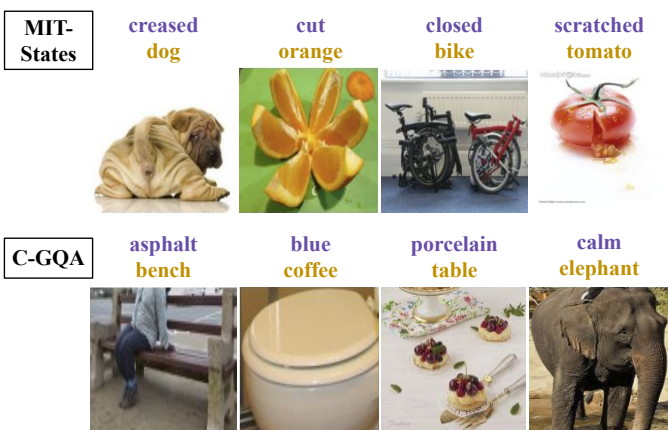 MIT-
States
creased
dog
cut
orange
closed
bike
scratched
tomato
C-GQA
asphalt
bench
blue
coffee
porcelain
table
calm
elephant